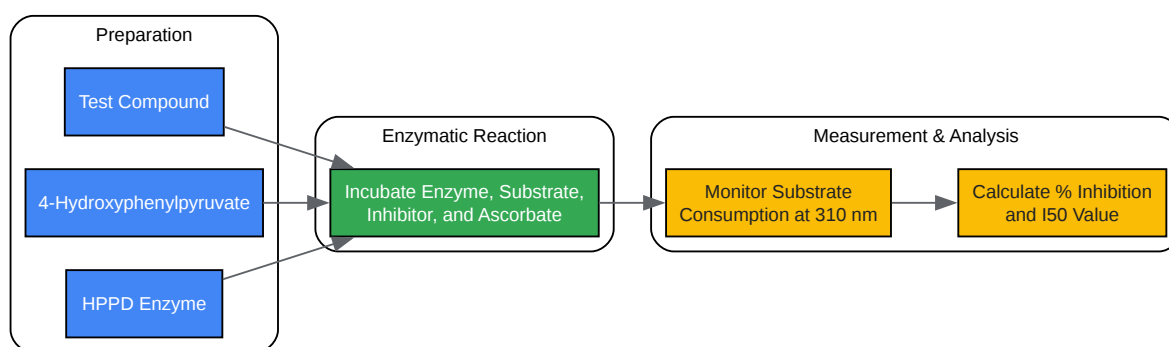 Preparation
Test Compound
4-Hydroxyphenylpyruvate
HPPD Enzyme
Enzymatic Reaction
Incubate Enzyme, Substrate,
Inhibitor, and Ascorbate
Measurement & Analysis
Monitor Substrate
Consumption at 310 nm
Calculate % Inhibition
and I50 Value